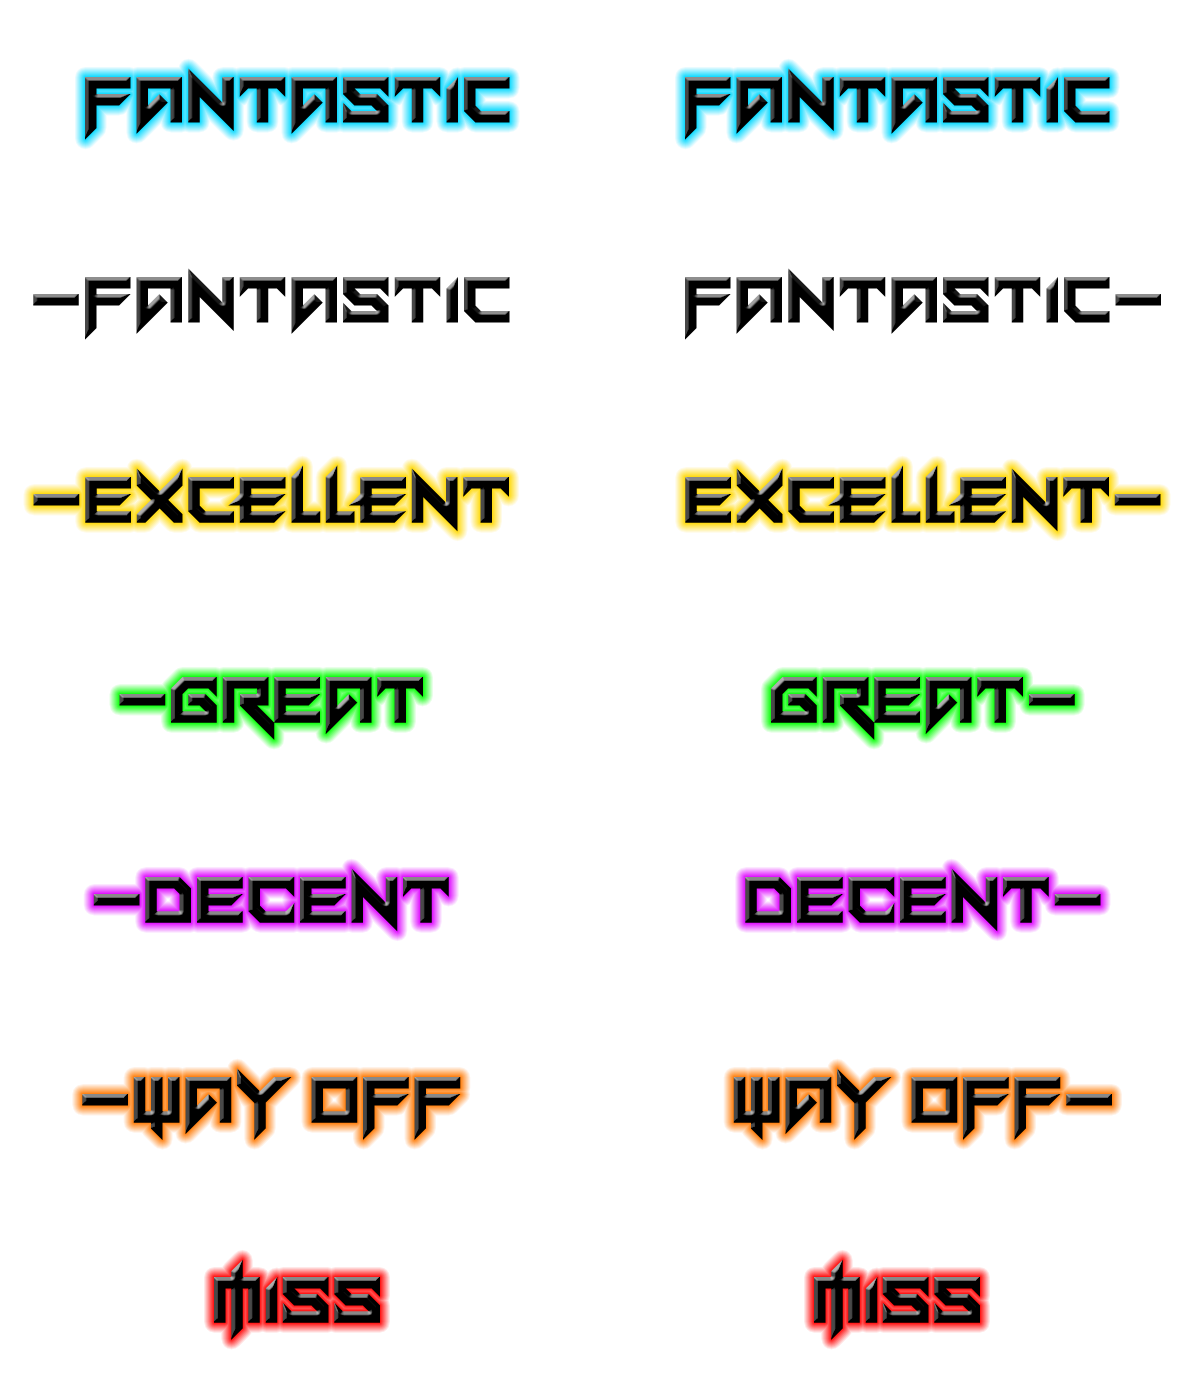 FANTASTIC FANTASTIC
-FANTASTIC FANTASTIC-
-EXCELLENT EXCELLENT-
-GREAT GREAT-
-DECENT DECENT-
-WAY OFF WAY OFF-
MISS MISS